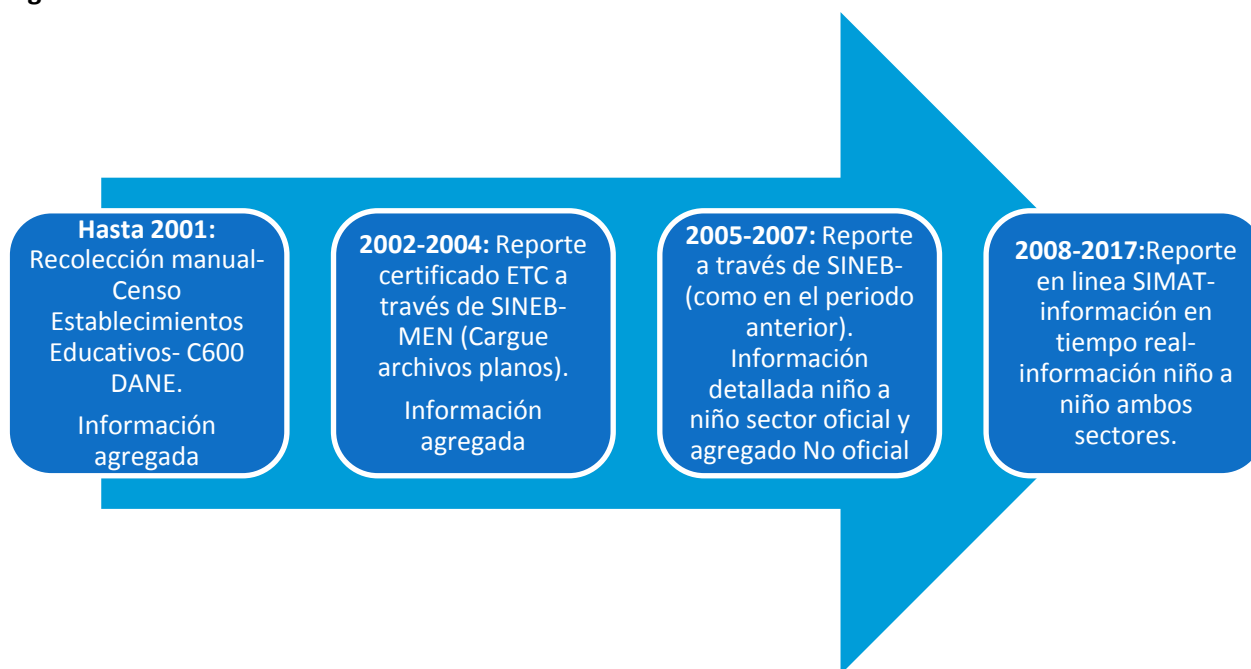 Hasta 2001:
Recolección manual-
Censo
Establecimientos
Educativos- C600
DANE.
Información
agregada
2002-2004: Reporte
certificado ETC a
través de SINEB-
MEN (Cargue
archivos planos).
Información
agregada
2005-2007: Reporte
a través de SINEB-
(como en el periodo
anterior).
Información
detallada niño a
niño sector oficial y
agregado No oficial
2008-2017:Reporte
en linea SIMAT-
información en
tiempo real-
información niño a
niño ambos
sectores.